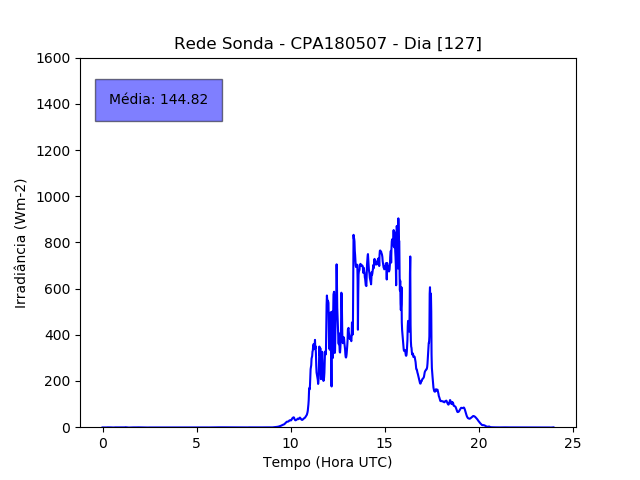 Rede Sonda - CPA180507 - Dia [127]
Média: 144.82
Irradiância (Wm-2)
1600
1400
1200
1000
800
600
400
200
0
0 5 10 15 20 25
Tempo (Hora UTC)